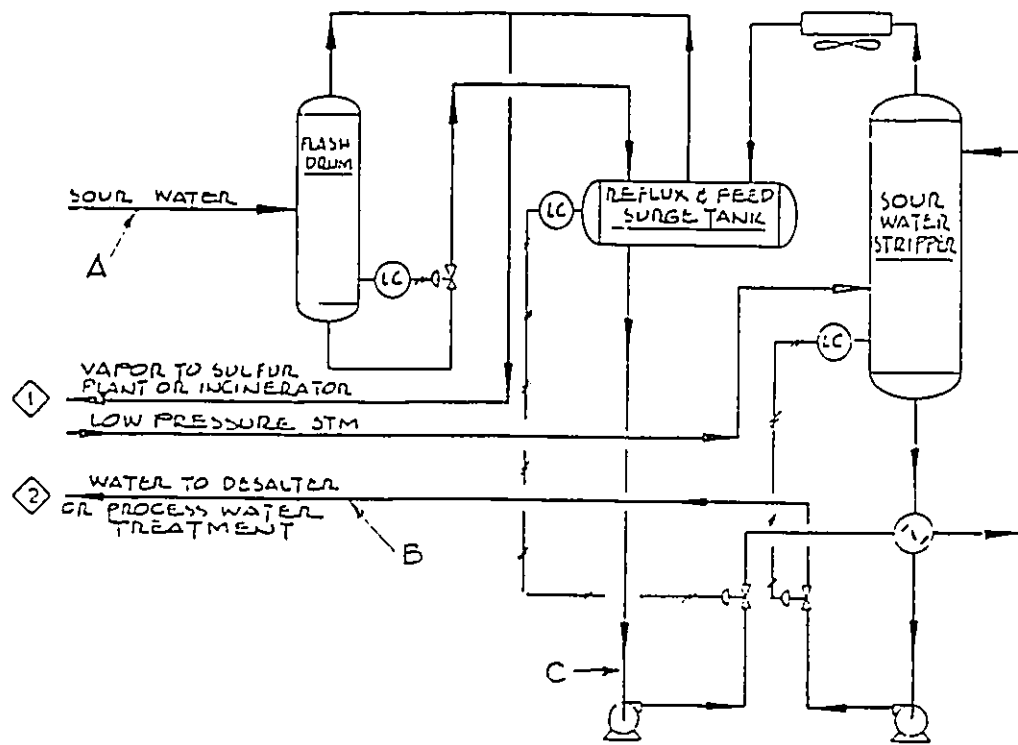 FLASH
DRUM
SOUR WATER
A
LC
LC
REFLUX & FEED
SURGE TANK
SOUR
WATER
STRIPPER
LC
1
VAPOR TO SULFUR
PLANT OR INCINERATOR
LOW PRESSURE STM
2
WATER TO DESALTER
OR PROCESS WATER
TREATMENT
B
C